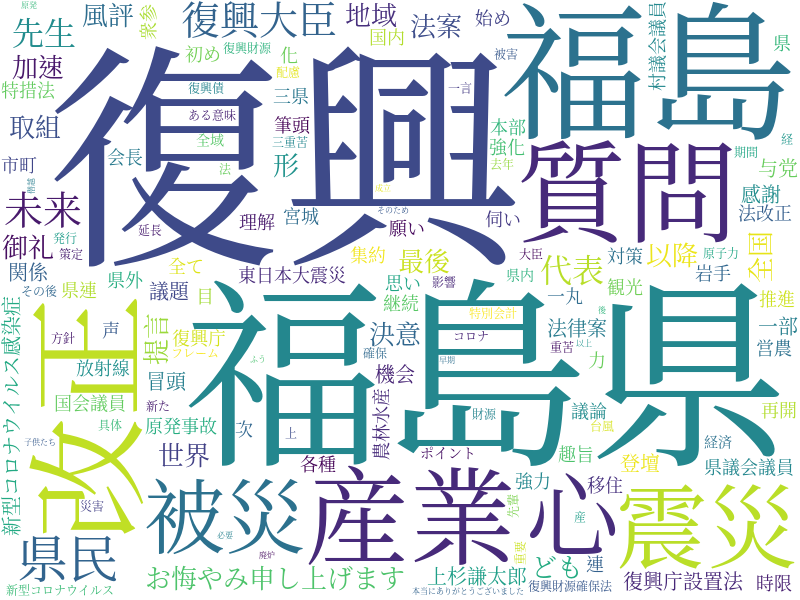 原発
風評
衆参
復興大臣
地域
国内
法案
始め
福島
村議会議員
先生
加速
初め
復興財源
化
配慮
復興
被害
県
特措法
復興債
三県
一言
取組
ある意味
筆頭
本部
経
全域
三重苦
強化
質問
期間
与党
市町
会長
法
形
去年
感謝
機構
成立
未来
理解
宮城
そのため
伺い
法改正
延長
願い
御礼
発行
策定
集約
最後
大臣
対策
以降
原子力
全国
関係
県外
全て
東日本大震災
影響
県内
代表
岩手
その後
県連
議題
目
思い
継続
特別会計
観光
推進
新型コロナウイルス感染症
改正
声
提言
福島県
一丸
後
方針
復興庁
決意
コロナ
法律案
一部
放射線
フレーム
ふう
確保
重苦
以上
力
営農
冒頭
早期
機会
国会議員
新た
農林水産
財源
議論
台風
再開
具体
原発事故
次
上
子供たち
世界
ポイント
趣旨
経済
各種
登壇
県議会議員
被災
産業
心
強力
移住
震災
災害
先輩
県民
必要
重要
産
廃炉
ども
連
お悔やみ申し上げます
上杉謙太郎
復興庁設置法
時限
新型コロナウイルス
本当にありがとうございました
復興財源確保法